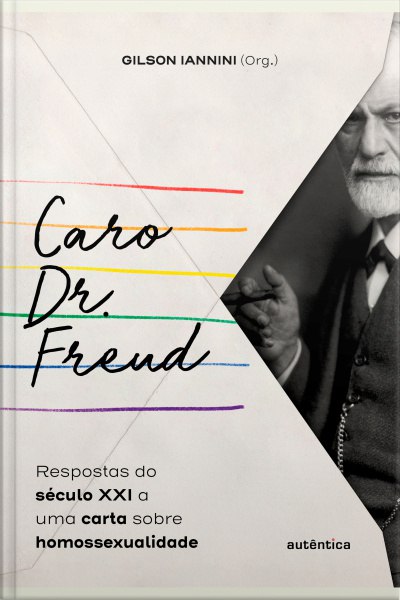 GILSON IANNINI (Org.)
Caro
Dr.
Freud
Respostas do
século XXI a
uma carta sobre
homossexualidade
autêntica